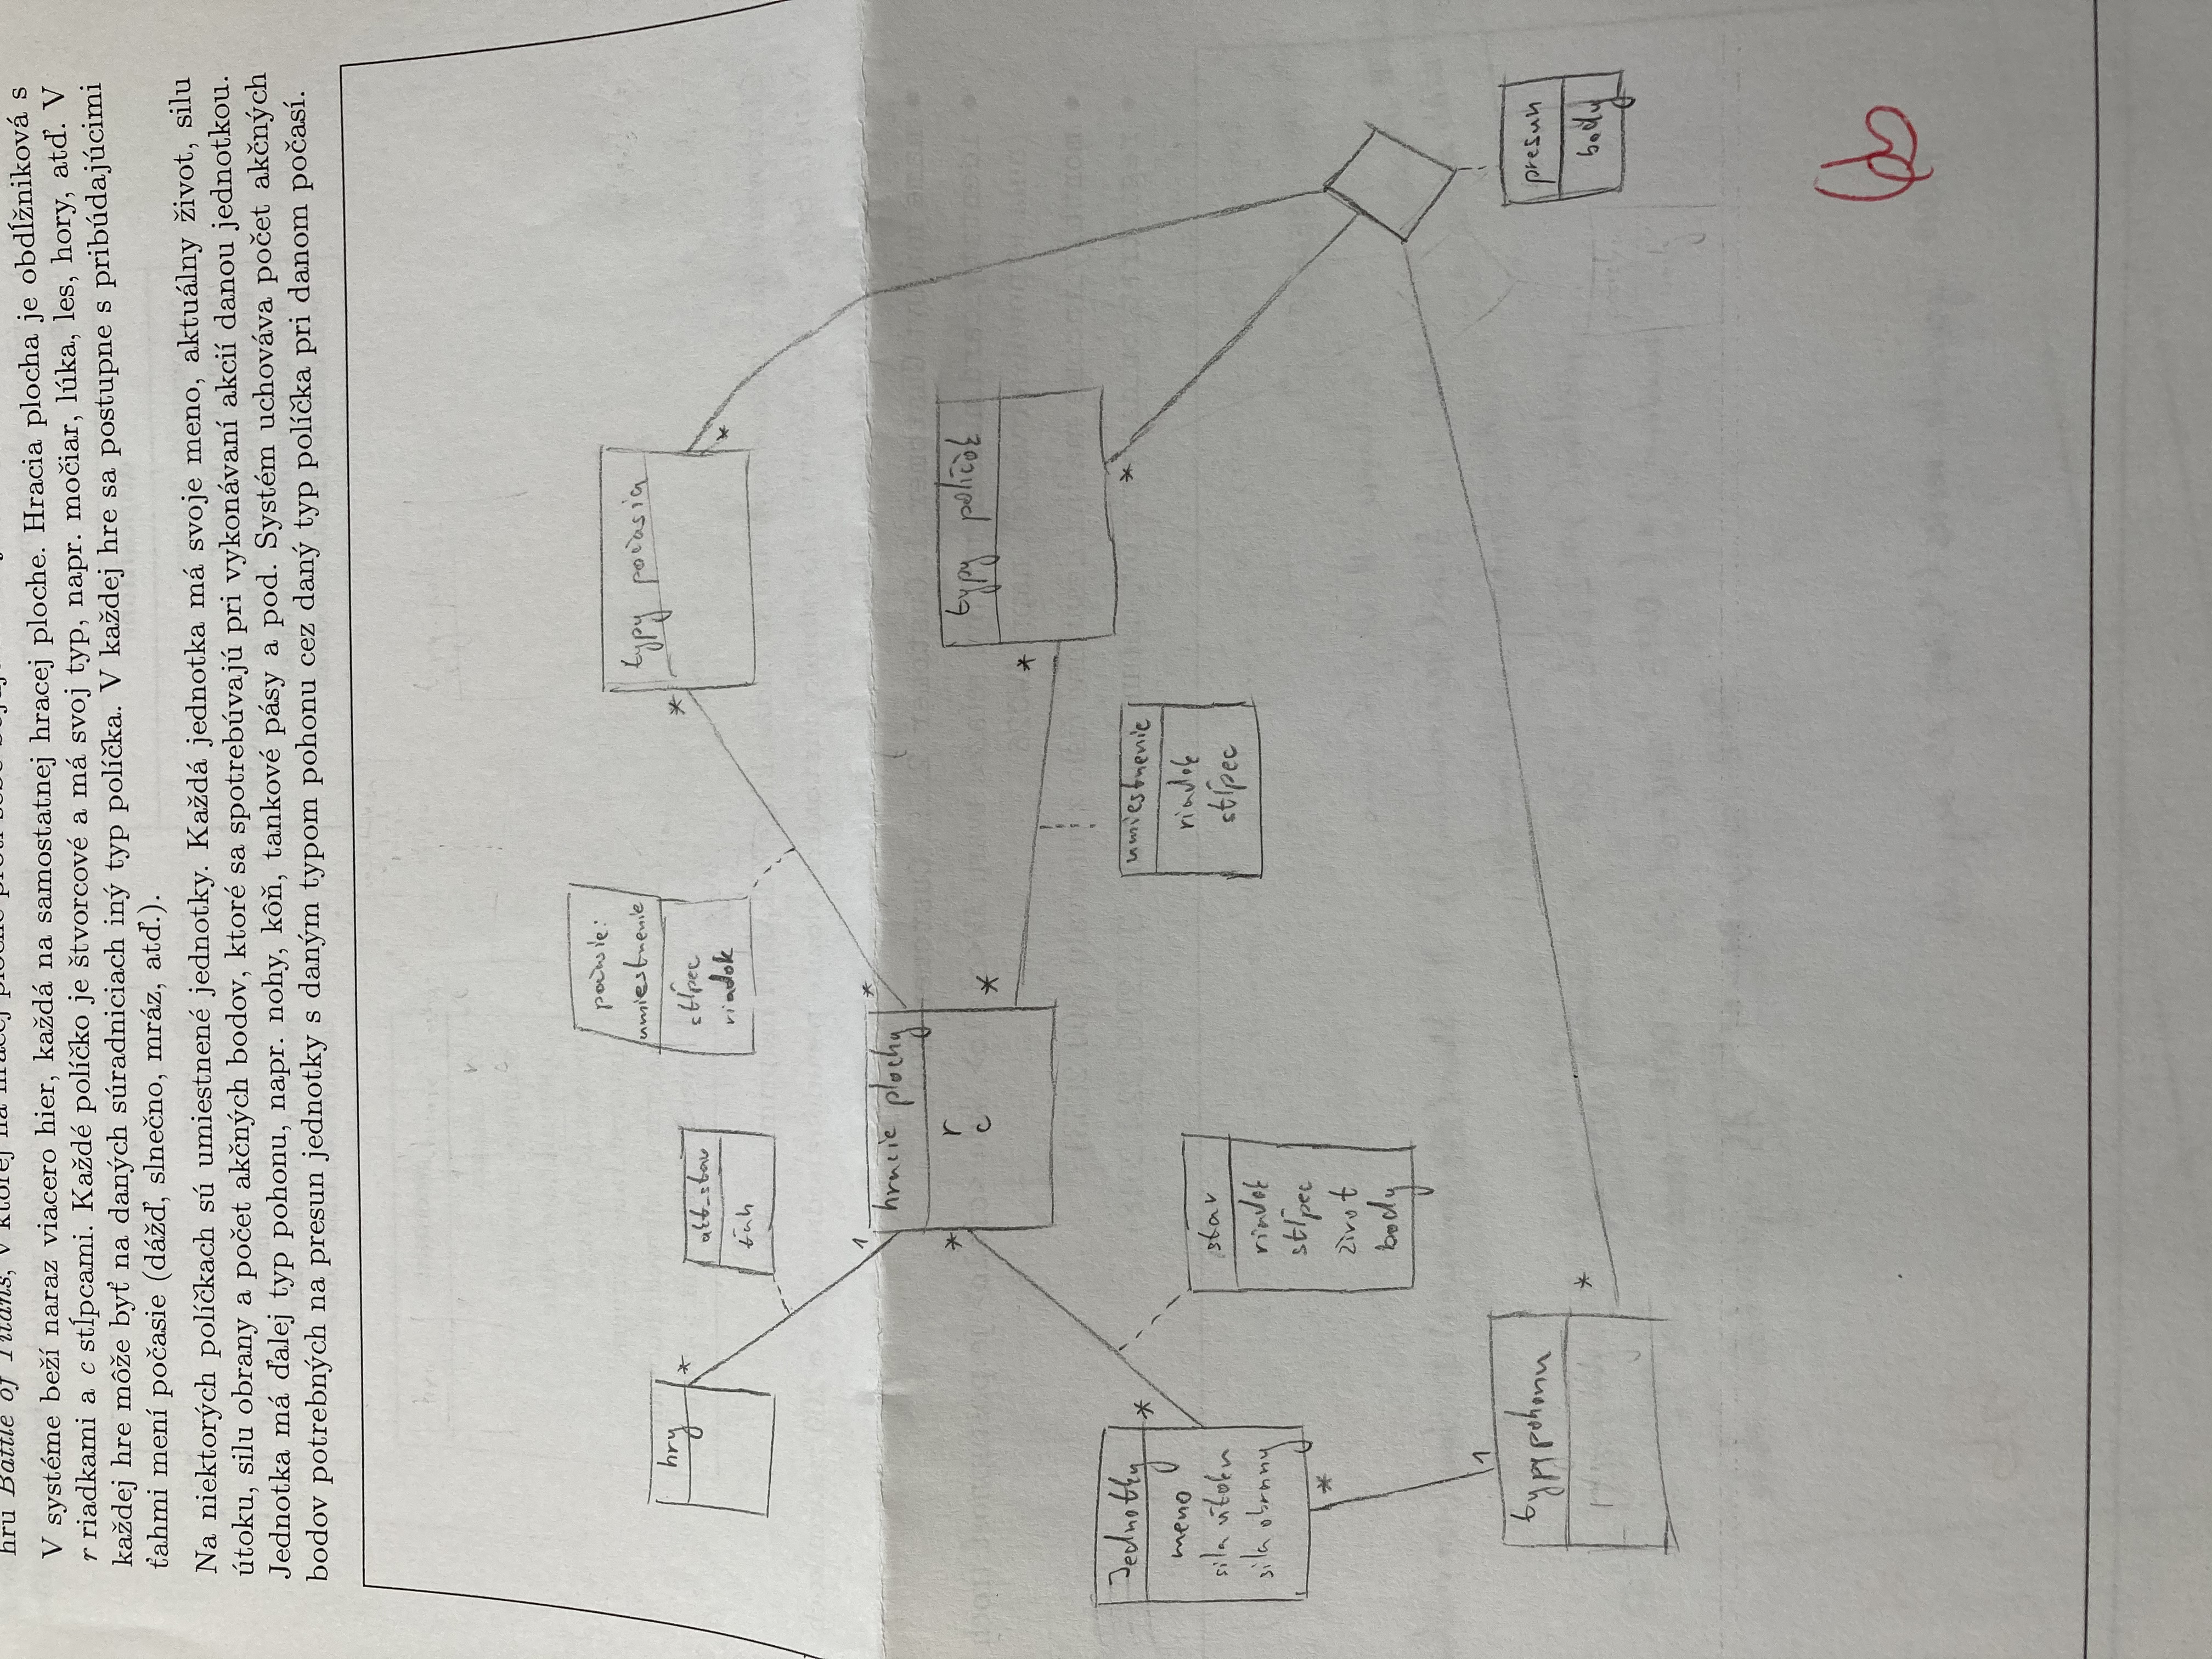 hru Battle of Titans, v ktorej na hracej ploche proti sebe
V systéme beží naraz viacero hier, každá na samostatnej hracej ploche. Hracia plocha je obdĺžniková s
r riadkami a c stĺpcami. Každé políčko je štvorcové a má svoj typ, napr. močiar, lúka, les, hory, atď. V
každej hre môže byť na daných súradniciach iný typ políčka. V každej hre sa postupne s pribúdajúcimi
ťahmi mení počasie (dážď, slnečno, mráz, atď.).
Na niektorých políčkach sú umiestnené jednotky. Každá jednotka má svoje meno, aktuálny život, silu
útoku, silu obrany a počet akčných bodov, ktoré sa spotrebúvajú pri vykonávaní akcií danou jednotkou.
Jednotka má ďalej typ pohonu, napr. nohy, kôň, tankové pásy a pod. Systém uchováva počet akčných
bodov potrebných na presun jednotky s daným typom pohonu cez daný typ políčka pri danom počasí.
počasie:
umiestnenie
stĺpec
riadok
typy počasia
*
*
hry
*
akt_stav
ťah
1
*
hracie plochy
r
c
*
*
typy políčok
*
*
Jednotky
meno
sila útoku
sila obrany
*
*
umiestnenie
riadok
stĺpec
stav
riadok
stĺpec
život
body
1
typy pohonu
*
presun
body